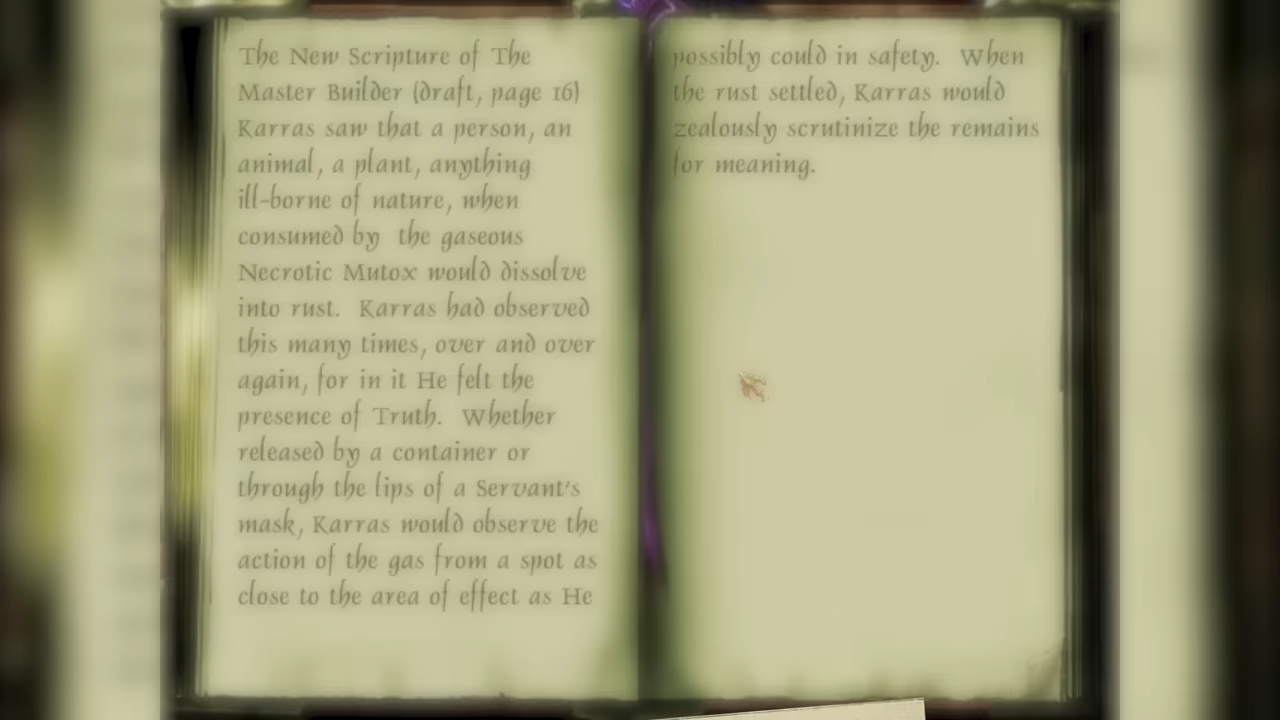 The New Scripture of The
Master Builder (draft, page 16)
Karras saw that a person, an
animal, a plant, anything
ill-borne of nature, when
consumed by  the gaseous
Necrotic Mutox would dissolve
into rust.  Karras had observed
this many times, over and over
again, for in it He felt the
presence of Truth.  Whether
released by a container or
through the lips of a Servant's
mask, Karras would observe the
action of the gas from a spot as
close to the area of effect as He
possibly could in safety.  When
the rust settled, Karras would
zealously scrutinize the remains
for meaning.